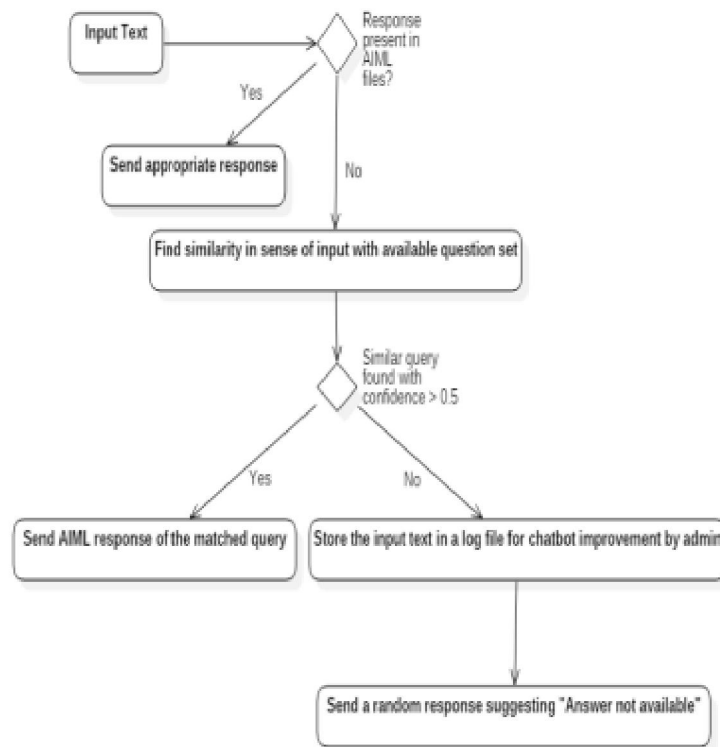 Input Text
Response
present in
AIML
files?
Yes
Send appropriate response
No
Find similarity in sense of input with available question set
Similar query
found with
confidence > 0.5
Yes
No
Send AIML response of the matched query
Store the input text in a log file for chatbot improvement by admin
Send a random response suggesting "Answer not available"